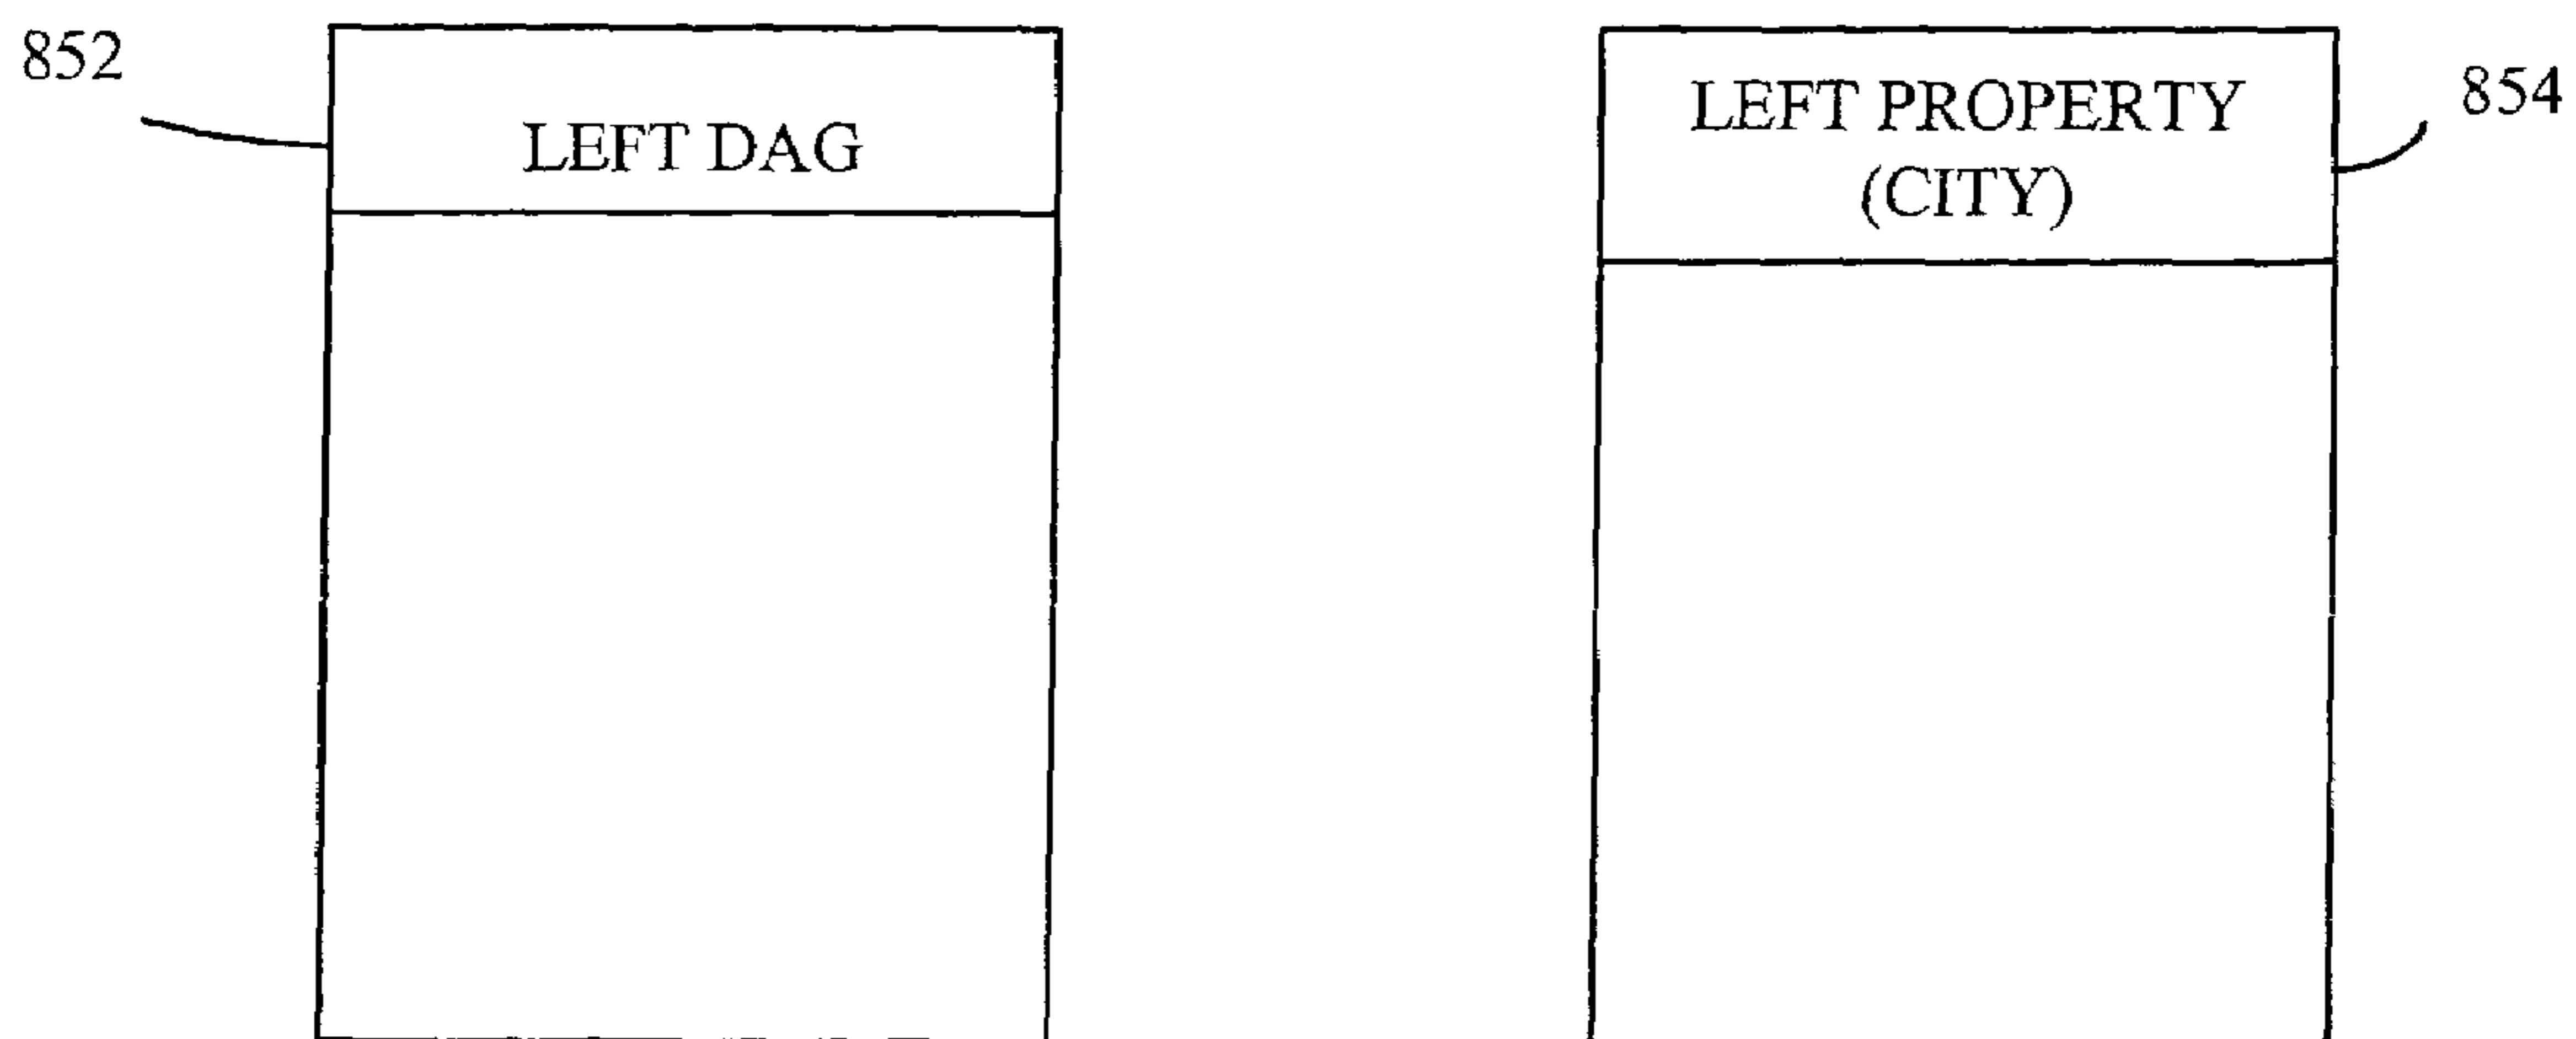 852
LEFT DAG
LEFT PROPERTY
(CITY)
854